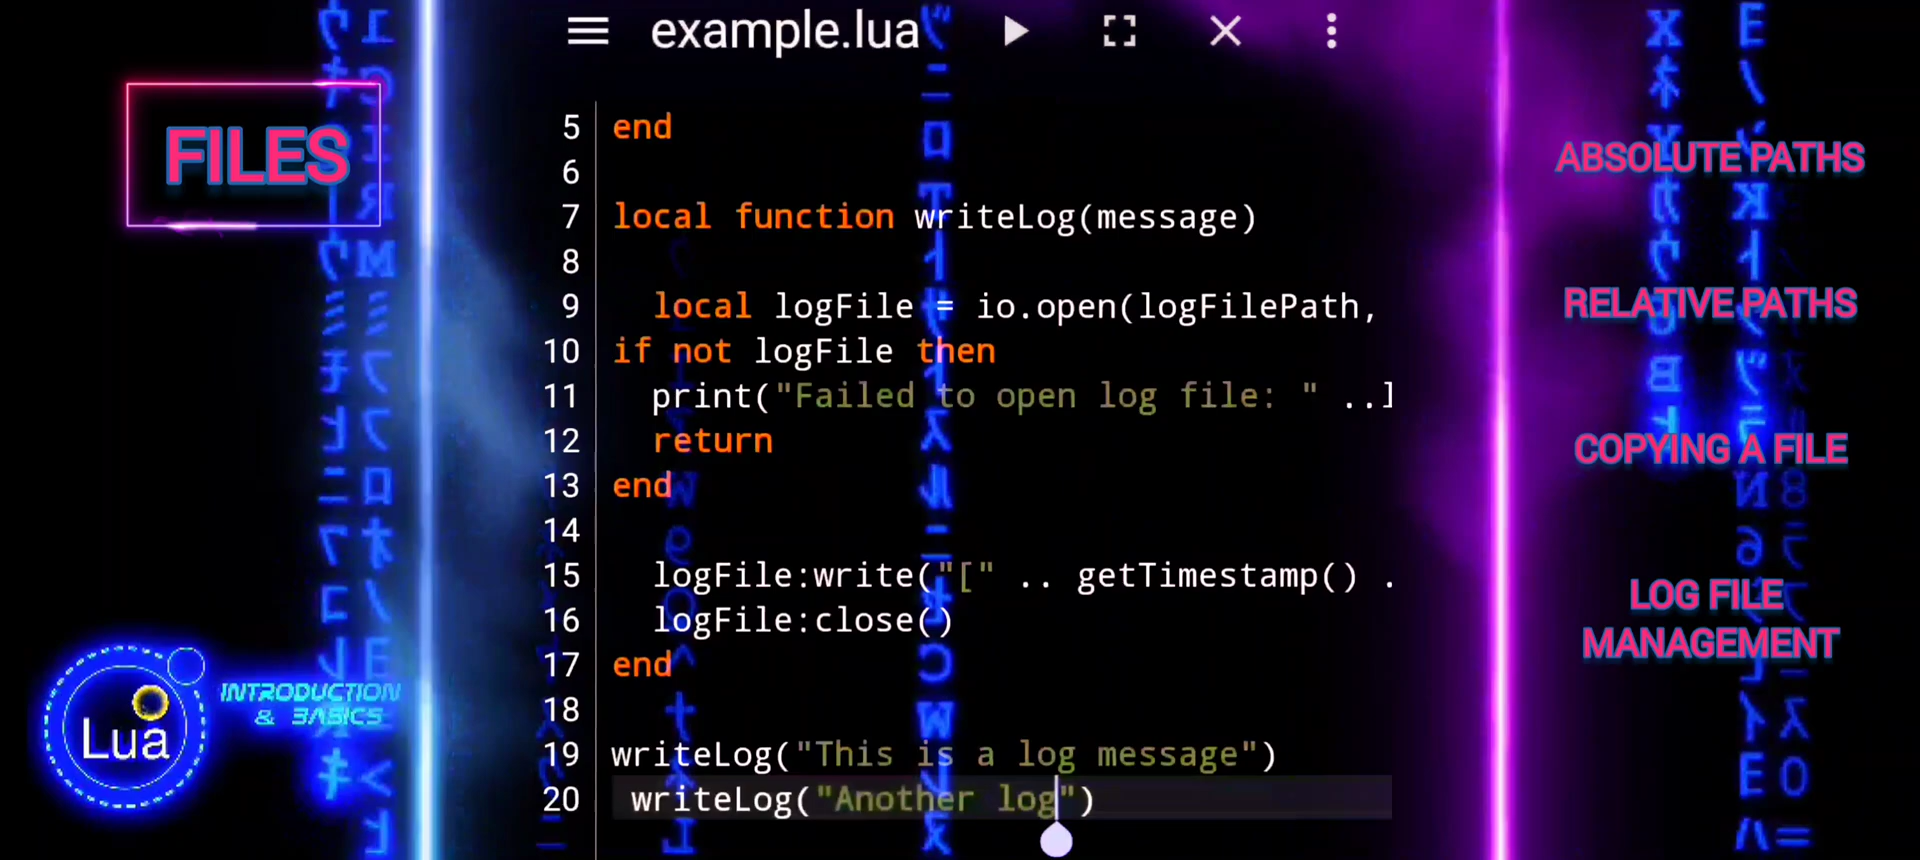 example.lua
FILES
5 end
6
7 local function writeLog(message)
8
9 local logFile = io.open(logFilePath,
10 if not logFile then
11 print("Failed to open log file: " ..
12 return
13 end
14
15 logFile:write("[" .. getTimestamp() .
16 logFile:close()
17 end
18
19 writeLog("This is a log message")
20 writeLog("Another log")
ABSOLUTE PATHS
RELATIVE PATHS
COPYING A FILE
LOG FILE
MANAGEMENT
Lua
INTRODUCTION
& BASICS